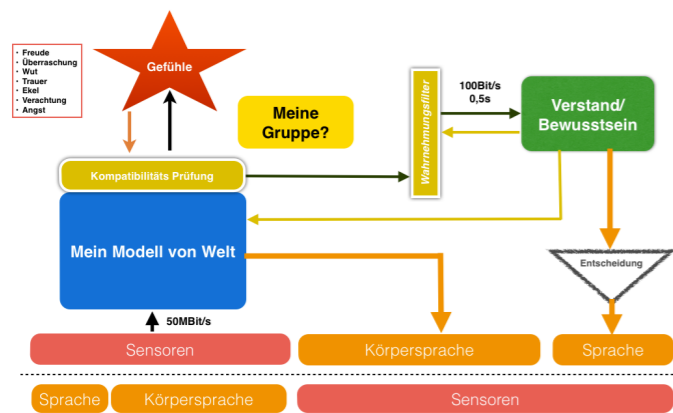 • Freude
• Überraschung
• Wut
• Trauer
• Ekel
• Verachtung
• Angst
Gefühle
Meine
Gruppe?
Wahrnehmungsfilter
100Bit/s
0,5s
Verstand/
Bewusstsein
Kompatibilitäts Prüfung
Mein Modell von Welt
Entscheidung
50MBit/s
Sensoren
Körpersprache
Sprache
Sprache
Körpersprache
Sensoren